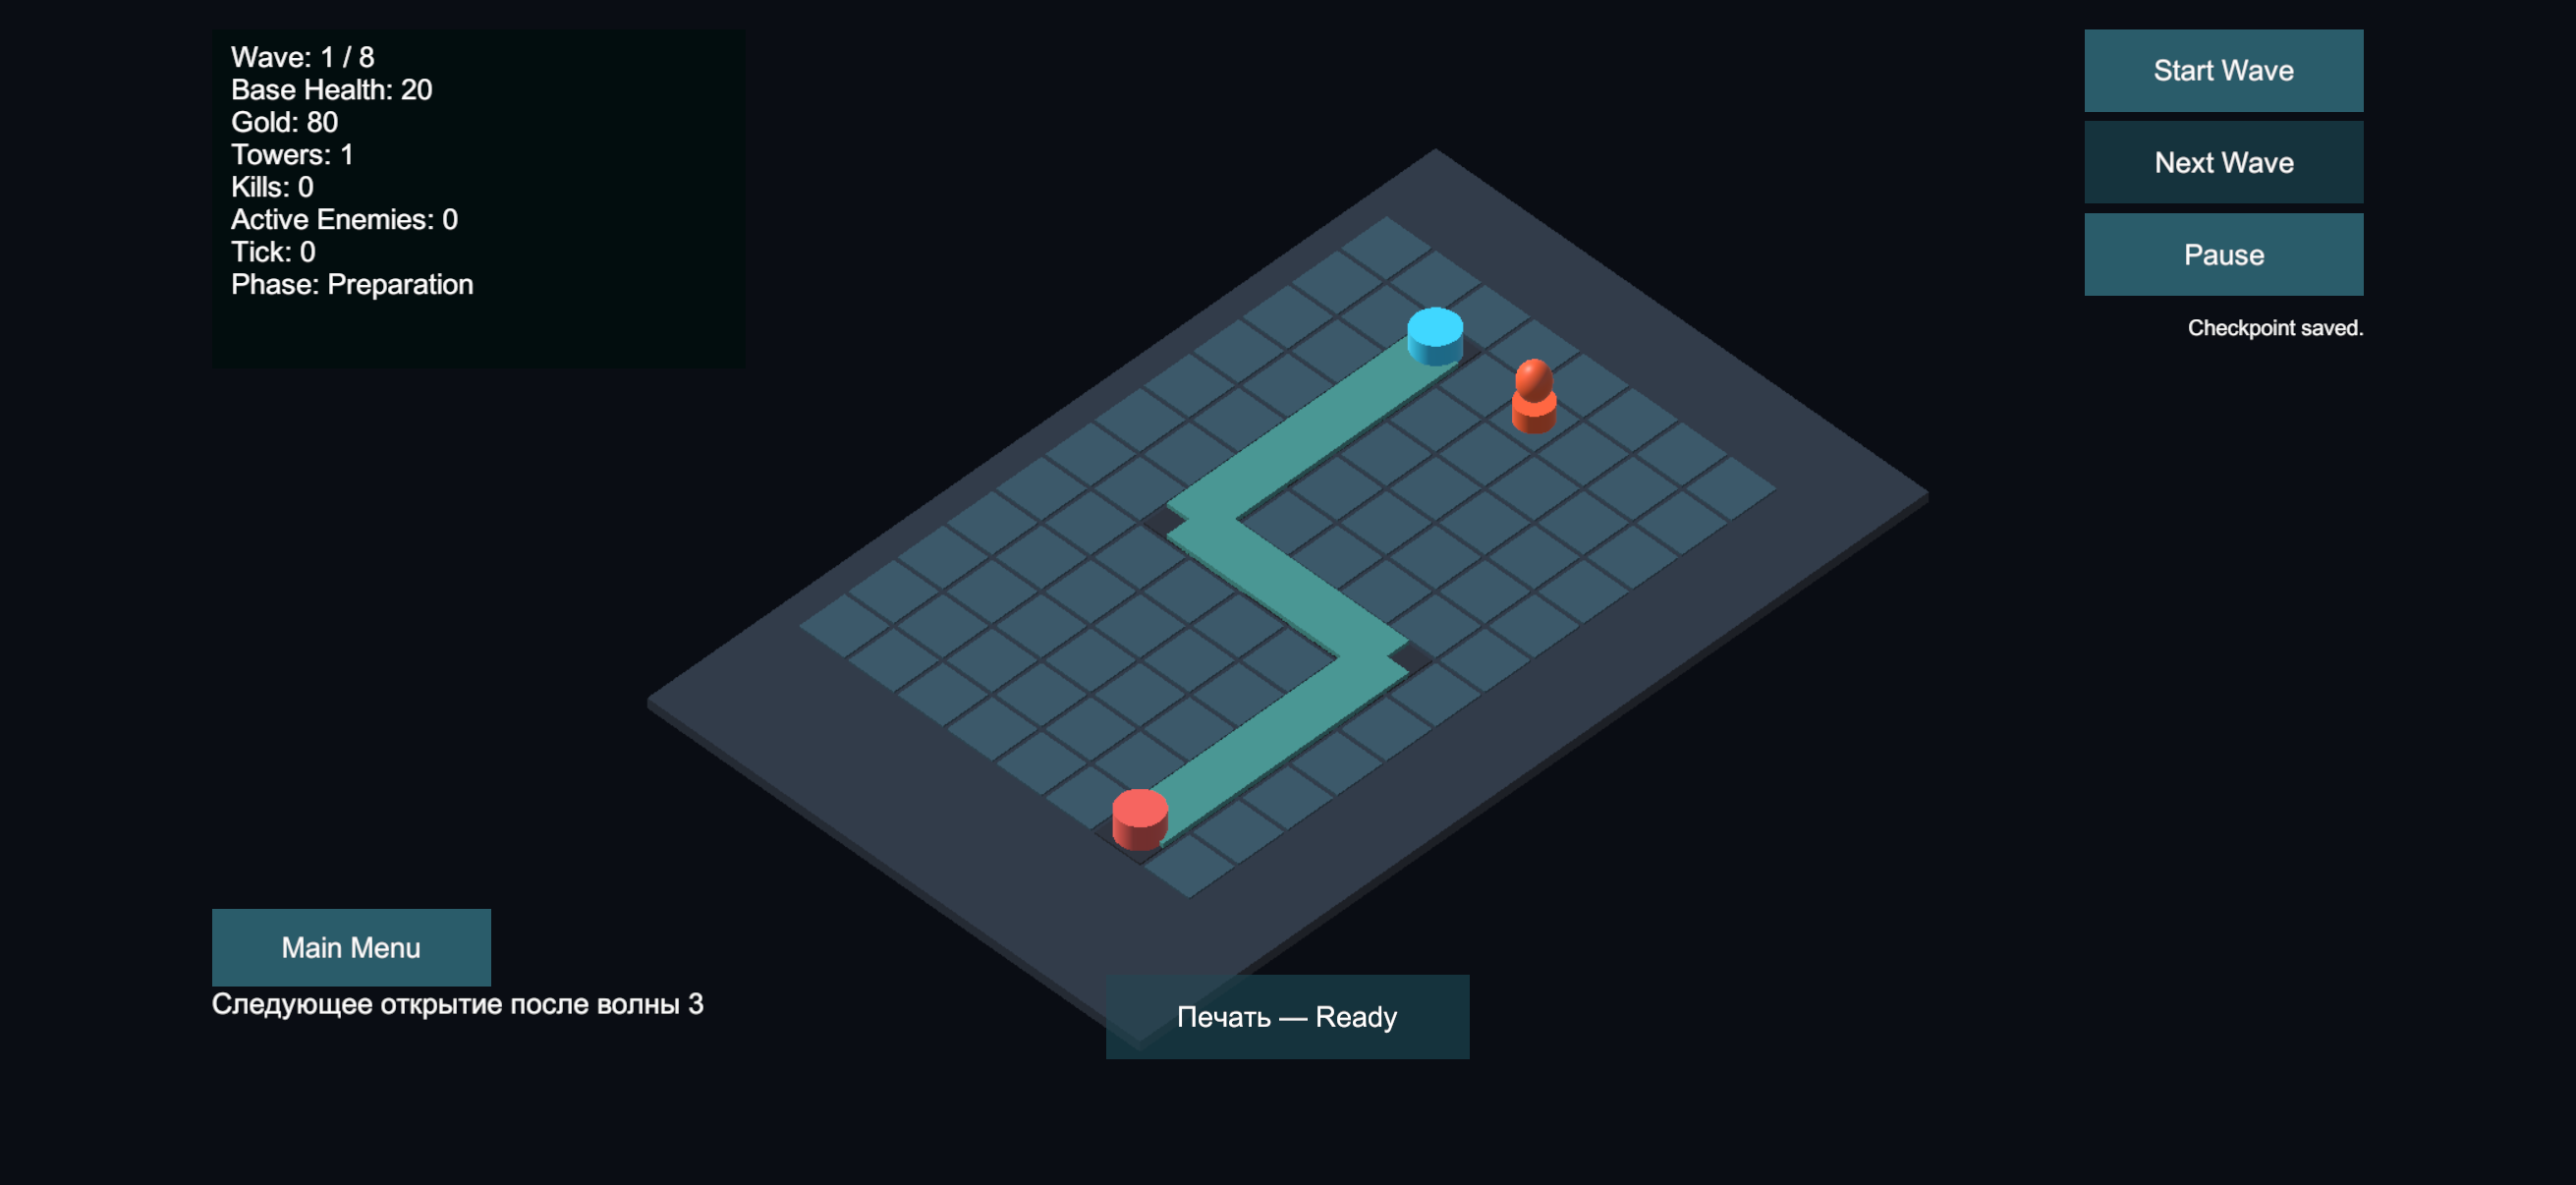 Wave: 1 / 8
Base Health: 20
Gold: 80
Towers: 1
Kills: 0
Active Enemies: 0
Tick: 0
Phase: Preparation
Start Wave
Next Wave
Pause
Checkpoint saved.
Main Menu
Следующее открытие после волны 3
Печать — Ready